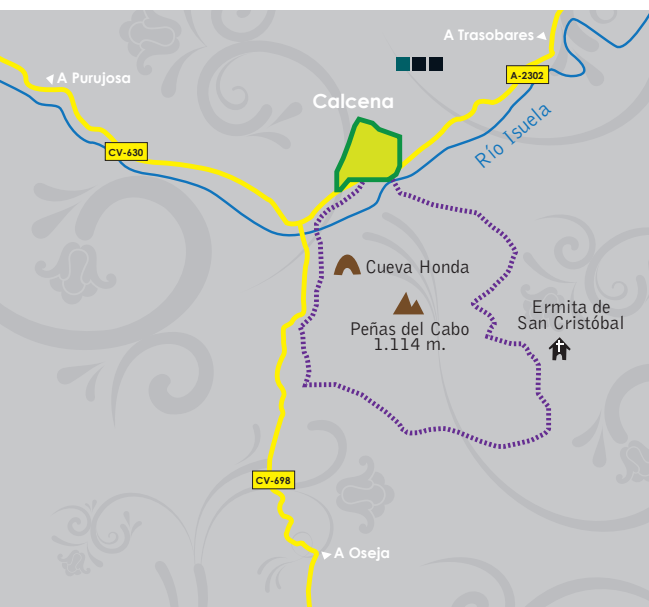 A Trasobares
A Purujosa
A-2302
Calcena
Río Isuela
CV-630
Cueva Honda
Ermita de
San Cristóbal
Peñas del Cabo
1.114 m.
CV-698
A Oseja